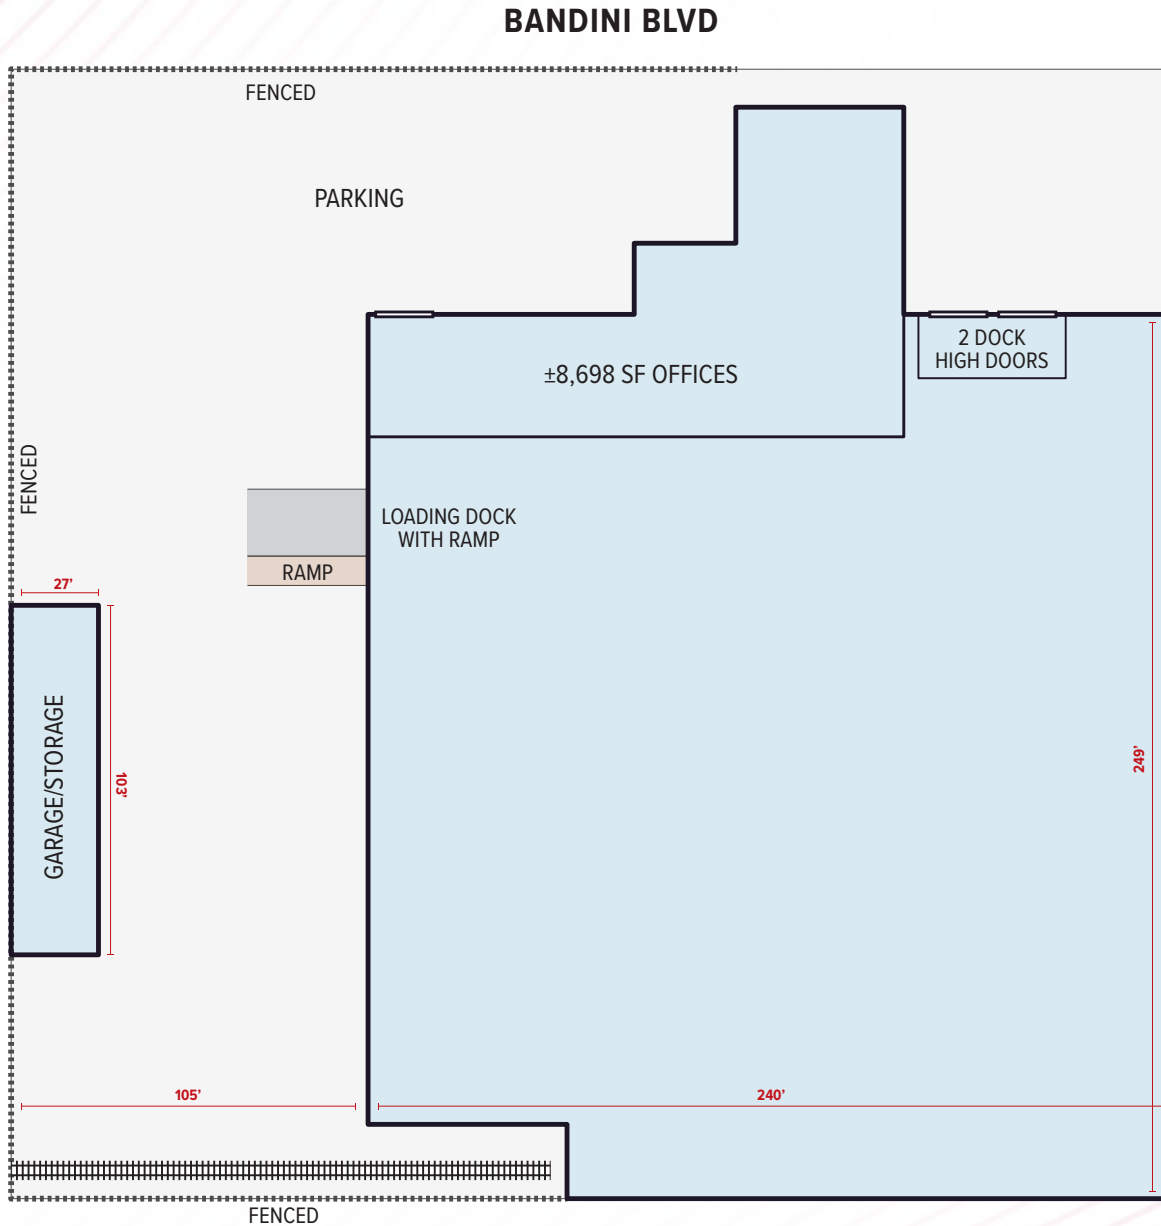 BANDINI BLVD
FENCED
PARKING
2 DOCK
HIGH DOORS
±8,698 SF OFFICES
FENCED
LOADING DOCK
WITH RAMP
RAMP
27’
GARAGE/STORAGE
103’
249’
105’
240’
FENCED